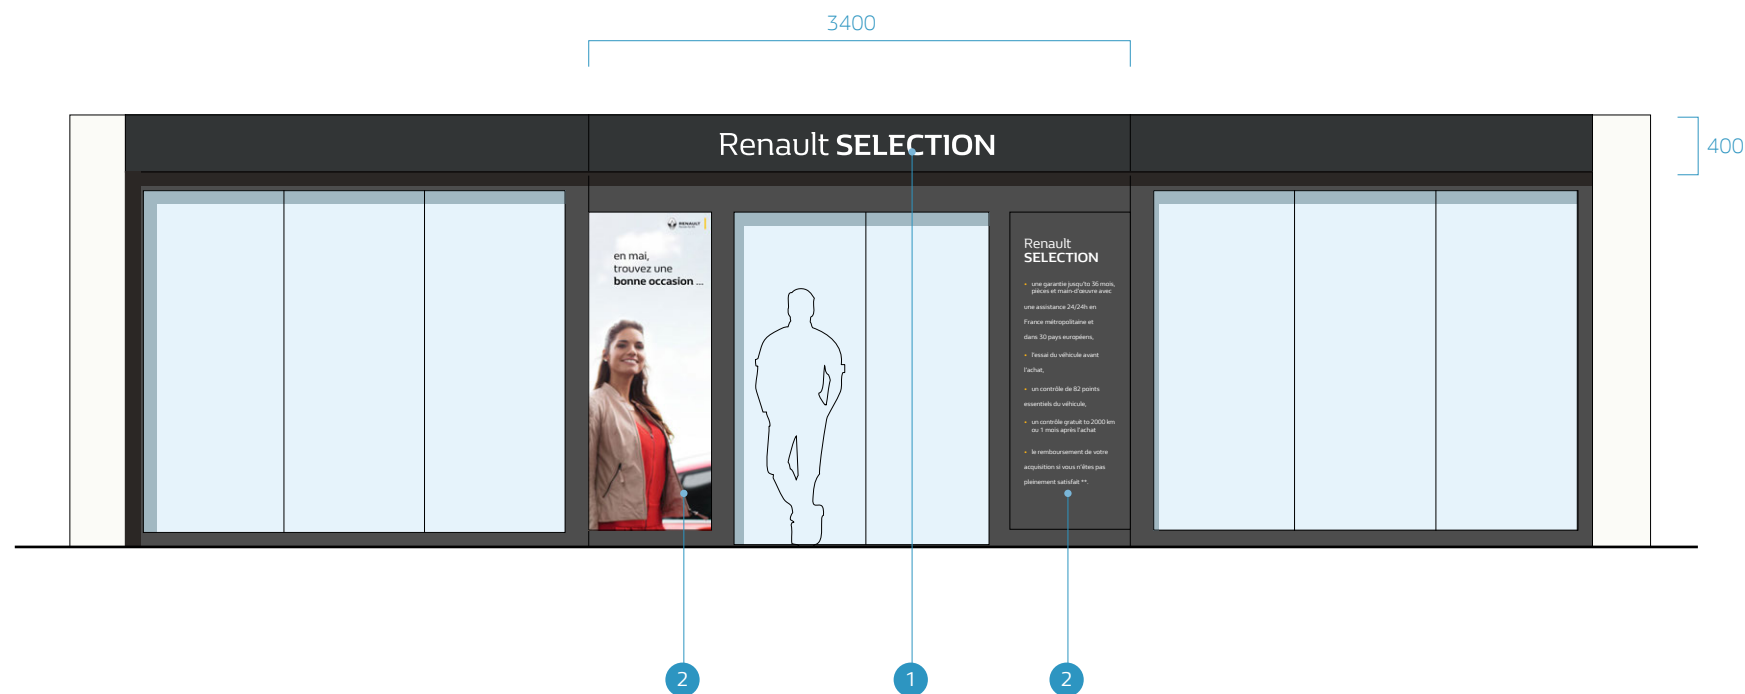 3400
Renault SELECTION
400
RENAULT
en mai,
trouvez une
bonne occasion ...
Renault
SELECTION
• une garantie jusqu'to 36 mois,
pièces et main-d'œuvre avec
une assistance 24/24h en
France métropolitaine et
dans 30 pays européens,
• l'essai du véhicule avant
l'achat,
• un contrôle de 82 points
essentiels du véhicule,
• un contrôle gratuit to 2000 km
ou 1 mois après l'achat
• le remboursement de votre
acquisition si vous n'êtes pas
pleinement satisfait **.
2
1
2